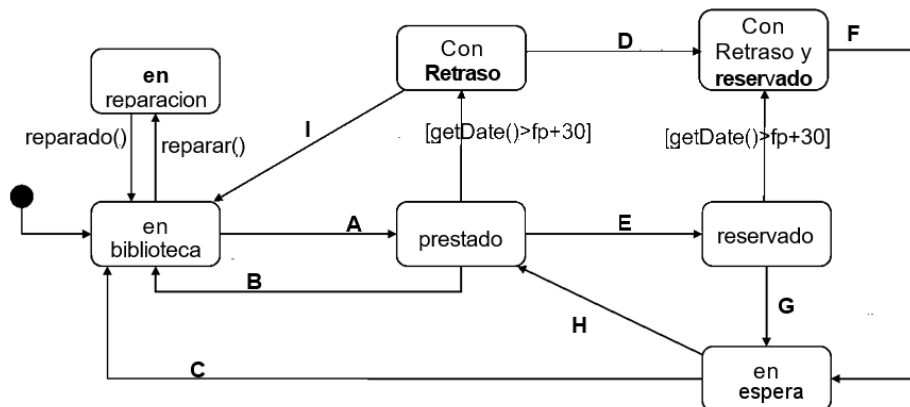 Con
Retraso
D
Con
Retraso y
reservado
F
en
reparacion
I
reparado()
reparar()
[getDate()>fp+30]
[getDate()>fp+30]
en
biblioteca
A
prestado
E
reservado
B
H
G
C
en
espera